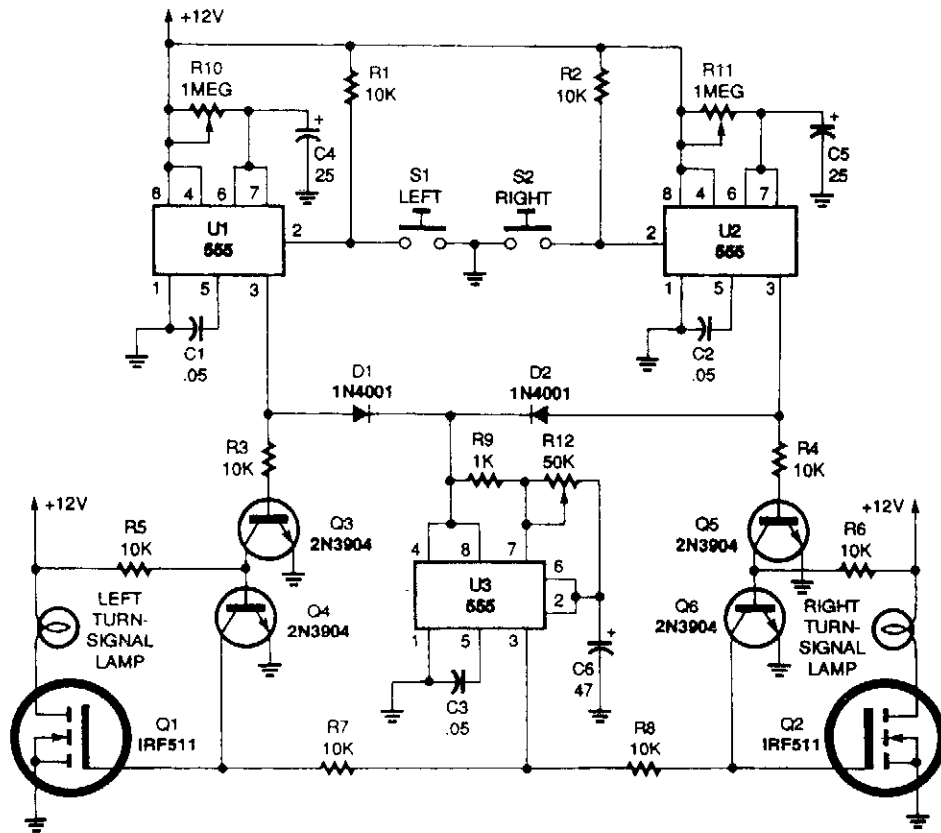 +12V
R10
1MEG
R1
10K
R2
10K
R11
1MEG
+
C4
25
+
C5
25
S1
LEFT
S2
RIGHT
8
4
6
7
8
4
6
7
U1
555
2
2
U2
555
1
5
3
1
5
3
C1
.05
C2
.05
D1
1N4001
D2
1N4001
R3
10K
R9
1K
R12
50K
R4
10K
+12V
+12V
R5
10K
Q3
2N3904
Q5
2N3904
R6
10K
4
8
7
6
2
U3
555
LEFT
TURN-
SIGNAL
LAMP
Q4
2N3904
Q6
2N3904
RIGHT
TURN-
SIGNAL
LAMP
1
5
3
+
C6
47
C3
.05
Q1
IRF511
R7
10K
R8
10K
Q2
IRF511